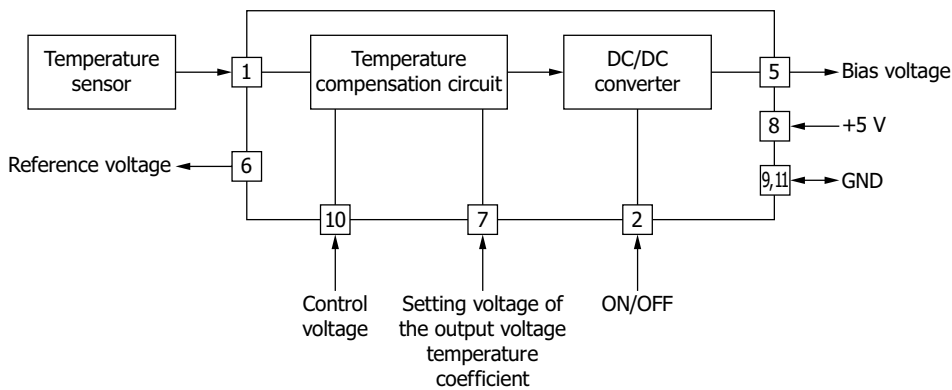 Temperature
sensor
1
Temperature
compensation circuit
DC/DC
converter
5
Bias voltage
8
+5 V
Reference voltage
6
9, 11
GND
10
7
2
Control
voltage
Setting voltage of
the output voltage
temperature
coefficient
ON/OFF